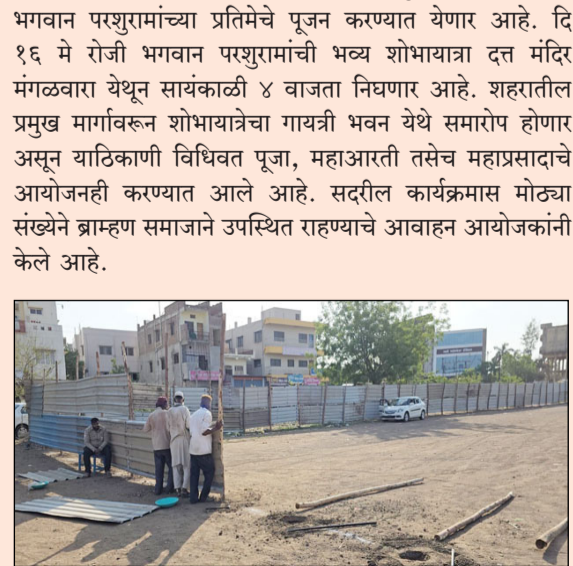 भगवान परशुरामांच्या प्रतिमेचे पूजन करण्यात येणार आहे. दि
१६ मे रोजी भगवान परशुरामांची भव्य शोभायात्रा दत्त मंदिर
मंगळवारा येथून सायंकाळी ४ वाजता निघणार आहे. शहरातील
प्रमुख मार्गावरून शोभायात्रेचा गायत्री भवन येथे समारोप होणार
असून याठिकाणी विधिवत पूजा, महाआरती तसेच महाप्रसादाचे
आयोजनही करण्यात आले आहे. सदरील कार्यक्रमास मोठ्या
संख्येने ब्राम्हण समाजाने उपस्थित राहण्याचे आवाहन आयोजकांनी
केले आहे.